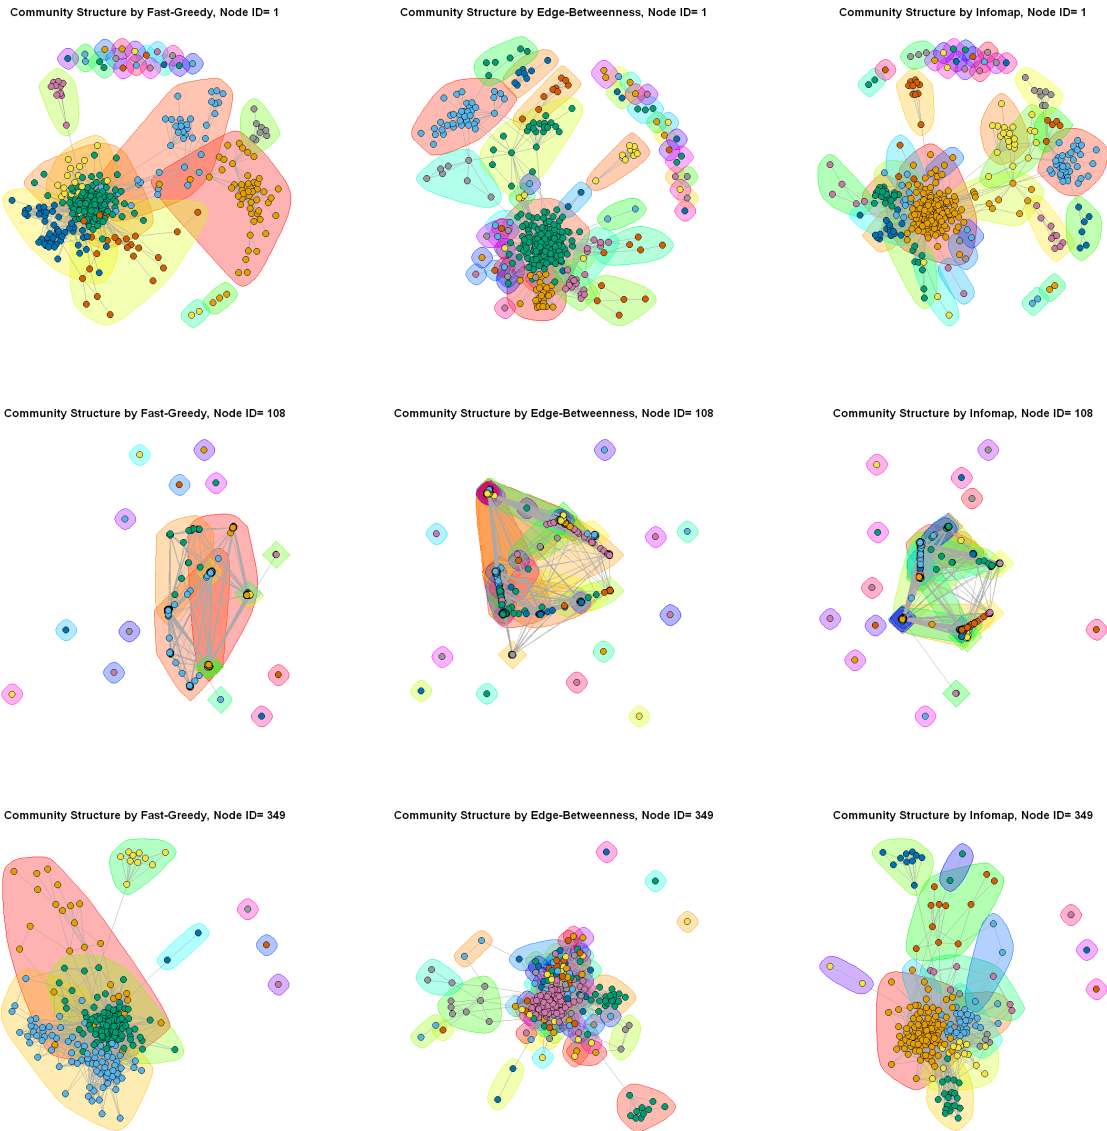 Community Structure by Fast-Greedy, Node ID= 1
Community Structure by Edge-Betweenness, Node ID= 1
Community Structure by Infomap, Node ID= 1
Community Structure by Fast-Greedy, Node ID= 108
Community Structure by Edge-Betweenness, Node ID= 108
Community Structure by Infomap, Node ID= 108
Community Structure by Fast-Greedy, Node ID= 349
Community Structure by Edge-Betweenness, Node ID= 349
Community Structure by Infomap, Node ID= 349